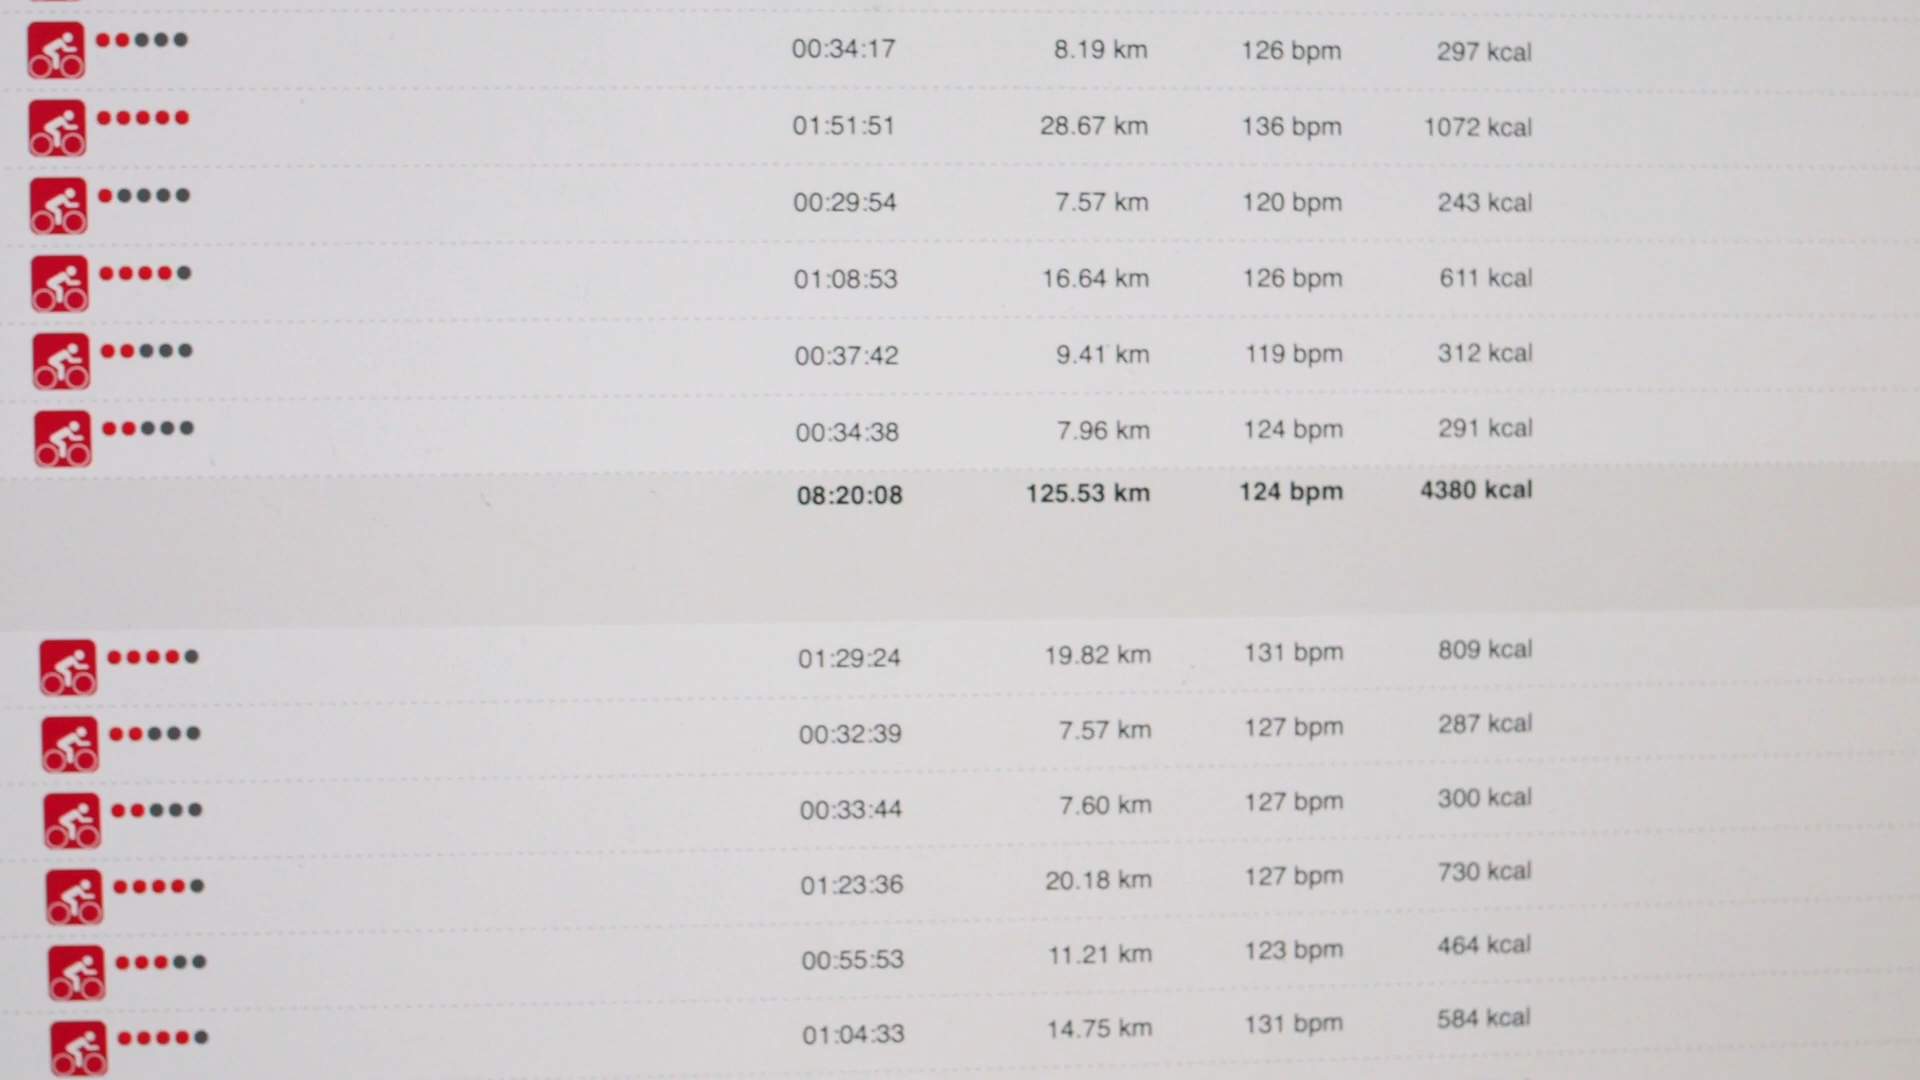 00:34:17 8.19 km 126 bpm 297 kcal
01:51:51 28.67 km 136 bpm 1072 kcal
00:29:54 7.57 km 120 bpm 243 kcal
01:08:53 16.64 km 126 bpm 611 kcal
00:37:42 9.41 km 119 bpm 312 kcal
00:34:38 7.96 km 124 bpm 291 kcal
08:20:08 125.53 km 124 bpm 4380 kcal
01:29:24 19.82 km 131 bpm 809 kcal
00:32:39 7.57 km 127 bpm 287 kcal
00:33:44 7.60 km 127 bpm 300 kcal
01:23:36 20.18 km 127 bpm 730 kcal
00:55:53 11.21 km 123 bpm 464 kcal
01:04:33 14.75 km 131 bpm 584 kcal